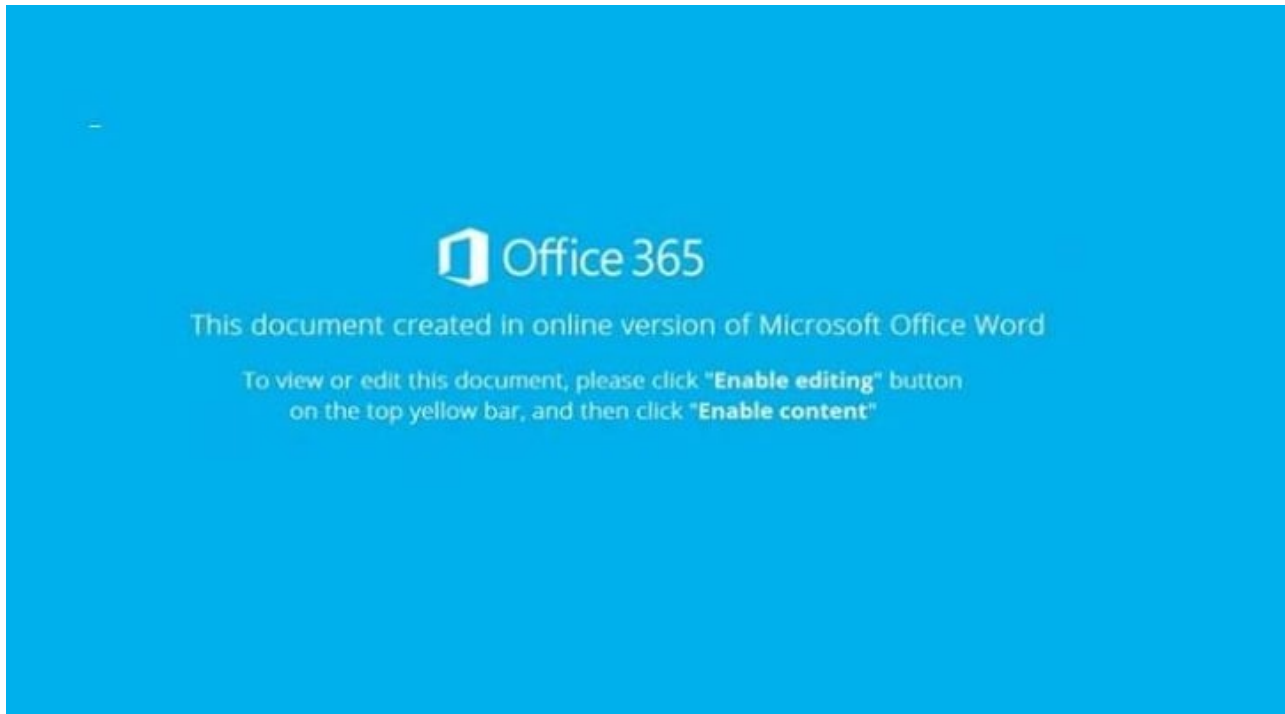 Office 365
This document created in online version of Microsoft Office Word
To view or edit this document, please click "Enable editing" button
on the top yellow bar, and then click "Enable content"